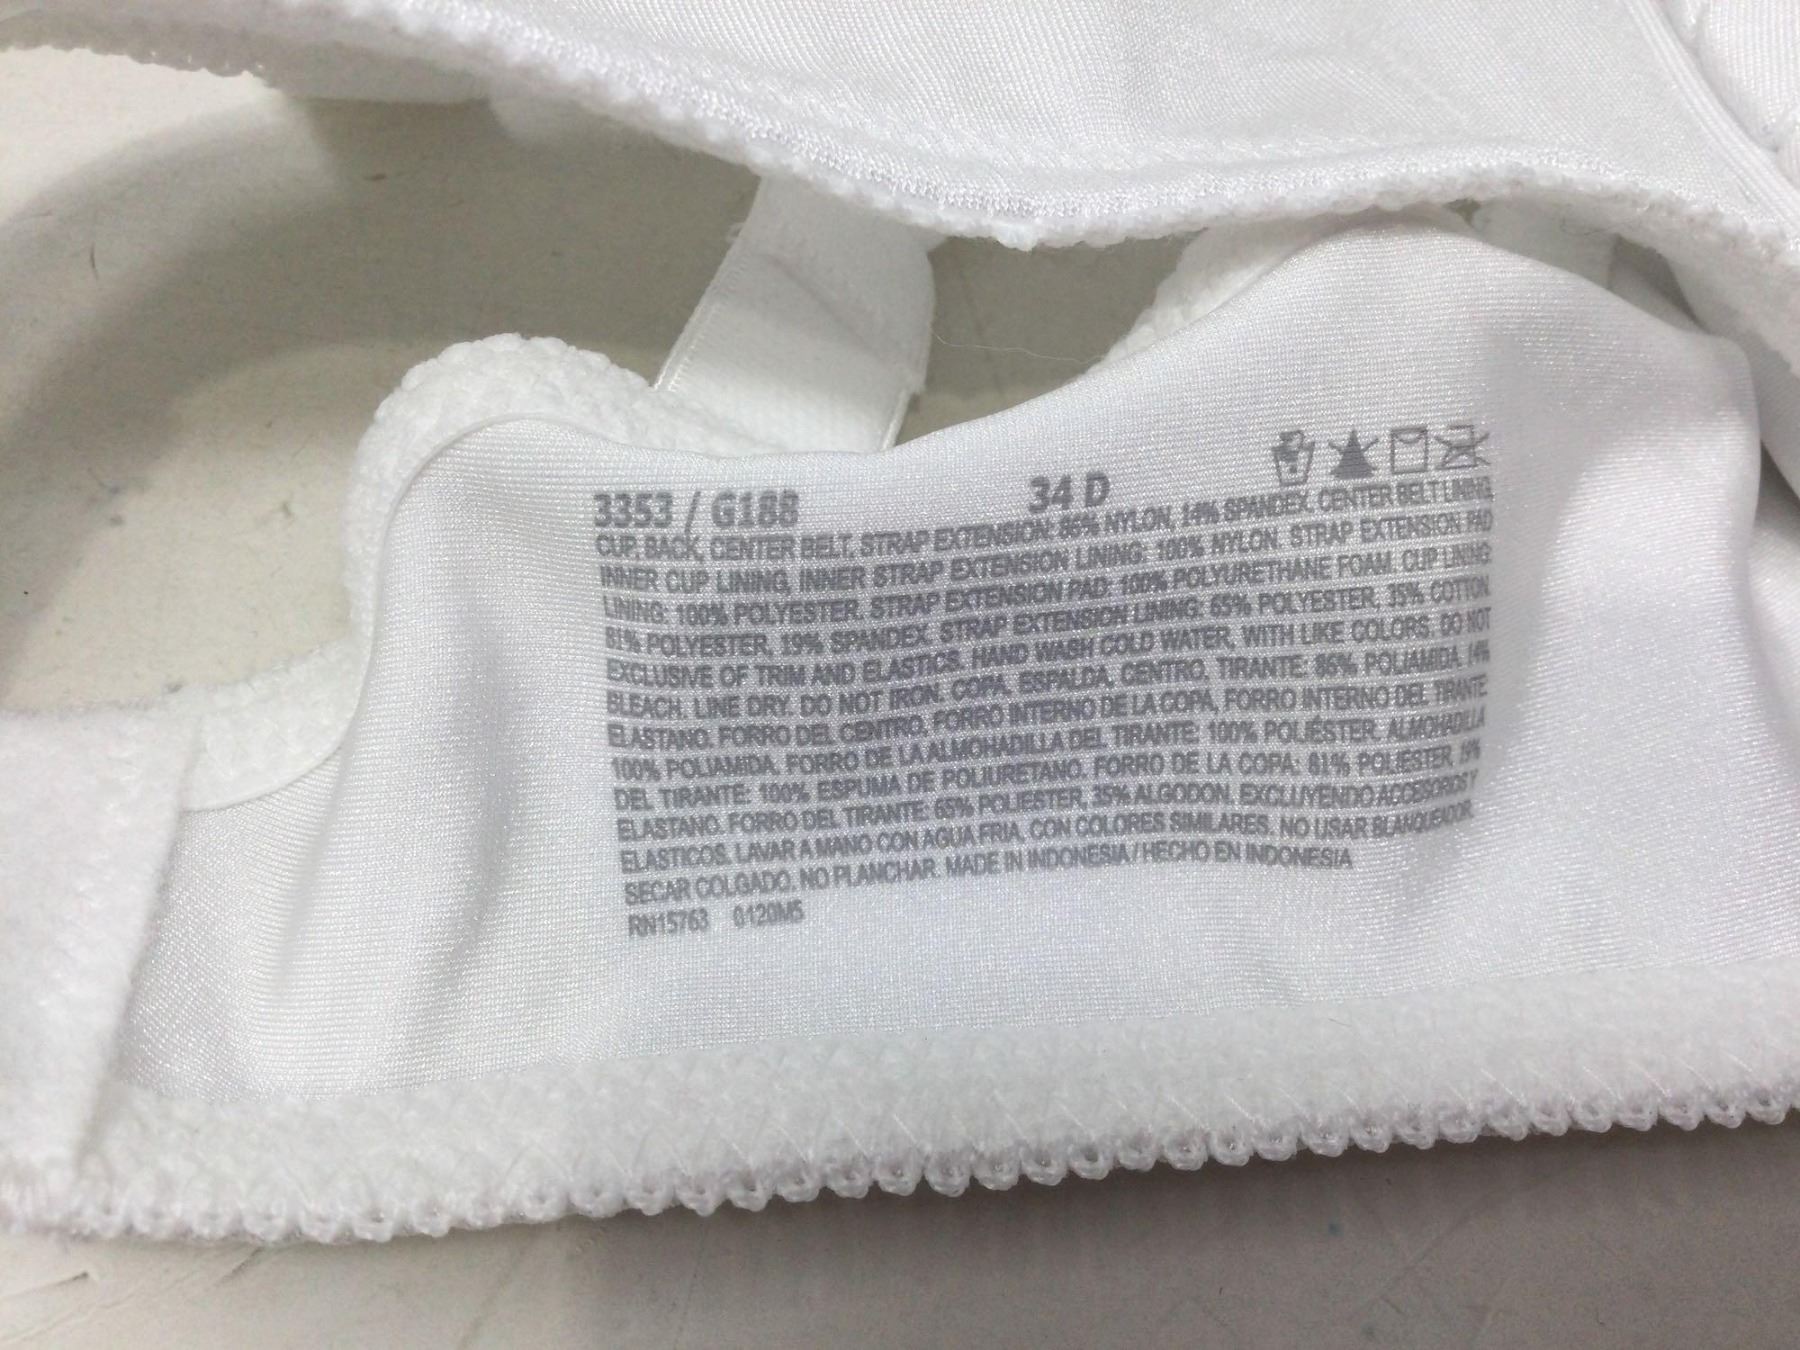 3353 / G188 34 D
CUP, BACK, CENTER BELT, STRAP EXTENSION: 86% NYLON, 14% SPANDEX. CENTER BELT LINING,
INNER CUP LINING, INNER STRAP EXTENSION LINING: 100% NYLON. STRAP EXTENSION PAD
LINING: 100% POLYESTER. STRAP EXTENSION PAD: 100% POLYURETHANE FOAM. CUP LINING:
81% POLYESTER, 19% SPANDEX. STRAP EXTENSION LINING: 65% POLYESTER, 35% COTTON.
EXCLUSIVE OF TRIM AND ELASTICS. HAND WASH COLD WATER, WITH LIKE COLORS. DO NOT
BLEACH. LINE DRY. DO NOT IRON. COPA, ESPALDA, CENTRO, TIRANTE: 86% POLIAMIDA, 14%
ELASTANO. FORRO DEL CENTRO, FORRO INTERNO DE LA COPA, FORRO INTERNO DEL TIRANTE:
100% POLIAMIDA. FORRO DE LA ALMOHADILLA DEL TIRANTE: 100% POLIÉSTER. ALMOHADILLA
DEL TIRANTE: 100% ESPUMA DE POLIURETANO. FORRO DE LA COPA: 81% POLIESTER, 19%
ELASTANO. FORRO DEL TIRANTE: 65% POLIESTER, 35% ALGODON. EXCLUYENDO ACCESORIOS Y
ELASTICOS. LAVAR A MANO CON AGUA FRIA, CON COLORES SIMILARES. NO USAR BLANQUEADOR.
SECAR COLGADO. NO PLANCHAR. MADE IN INDONESIA / HECHO EN INDONESIA
RN15763 0120M5